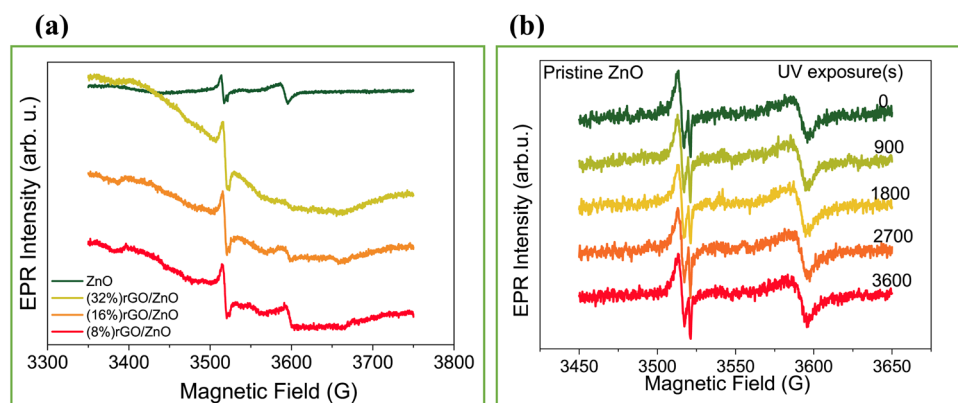 (a)
EPR Intensity (arb. u.)
ZnO
(32%)rGO/ZnO
(16%)rGO/ZnO
(8%)rGO/ZnO
3300 3400 3500 3600 3700 3800
Magnetic Field (G)
(b)
EPR Intensity (arb.u.)
Pristine ZnO UV exposure(s)
0
900
1800
2700
3600
3450 3500 3550 3600 3650
Magnetic Field (G)